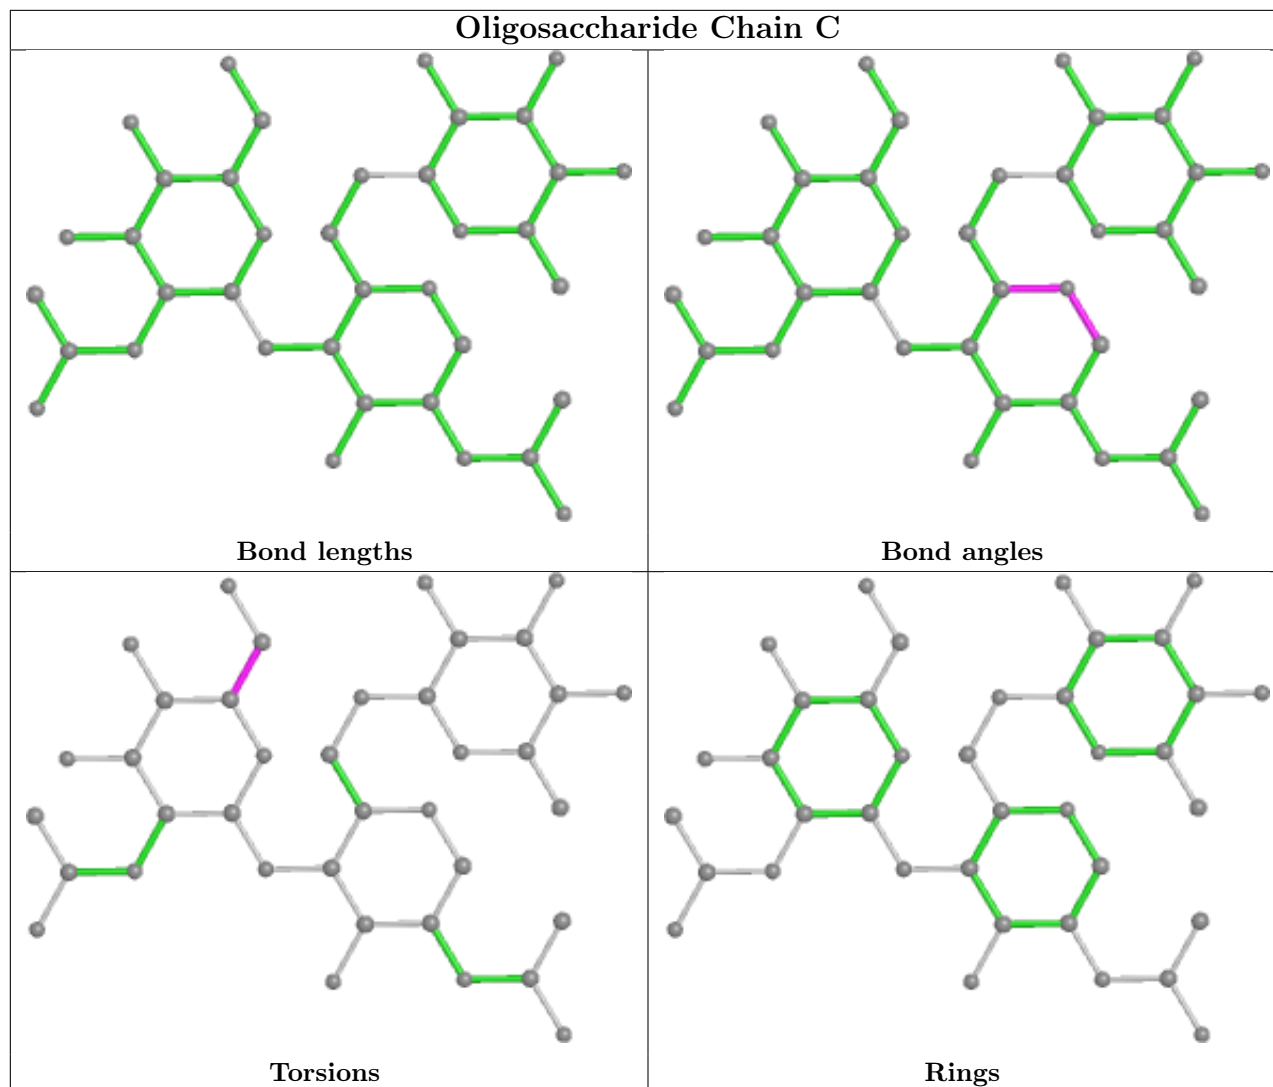 Oligosaccharide Chain C
Bond lengths
Bond angles
Torsions
Rings